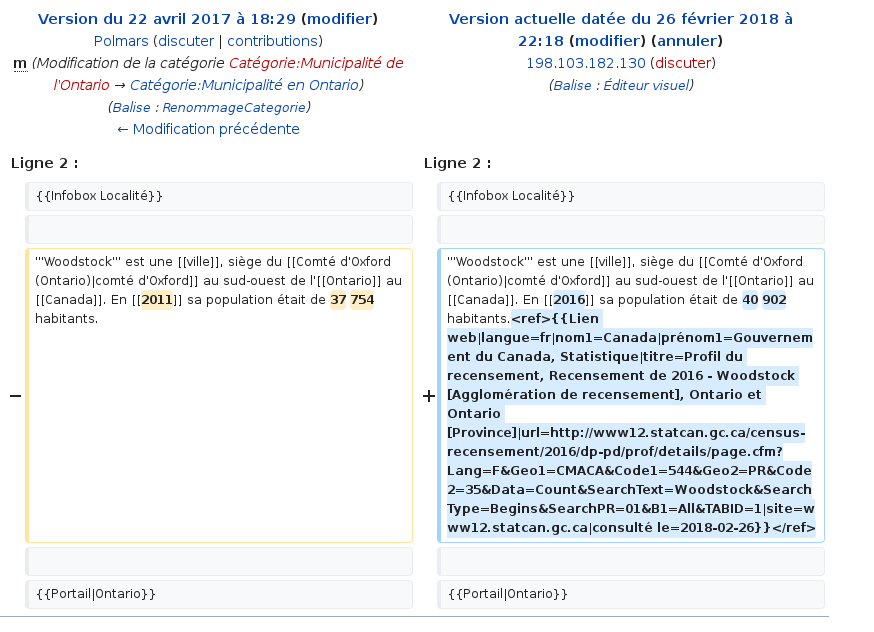 Version du 22 avril 2017 à 18:29 (modifier)
Polmars (discuter | contributions)
m (Modification de la catégorie Catégorie:Municipalité de
l'Ontario → Catégorie:Municipalité en Ontario)
(Balise : RenommageCategorie)
← Modification précédente
Version actuelle datée du 26 février 2018 à
22:18 (modifier) (annuler)
198.103.182.130 (discuter)
(Balise : Éditeur visuel)
Ligne 2 :
Ligne 2 :
{{Infobox Localité}}
{{Infobox Localité}}
−
'''Woodstock''' est une [[ville]], siège du [[Comté d'Oxford
(Ontario)|comté d'Oxford]] au sud-ouest de l'[[Ontario]] au
[[Canada]]. En [[2011]] sa population était de 37 754
habitants.
+
'''Woodstock''' est une [[ville]], siège du [[Comté d'Oxford
(Ontario)|comté d'Oxford]] au sud-ouest de l'[[Ontario]] au
[[Canada]]. En [[2016]] sa population était de 40 902
habitants.<ref>{{Lien
web|langue=fr|nom1=Canada|prénom1=Gouvernem
ent du Canada, Statistique|titre=Profil du
recensement, Recensement de 2016 - Woodstock
[Agglomération de recensement], Ontario et
Ontario
[Province]|url=http://www12.statcan.gc.ca/census-
recensement/2016/dp-pd/prof/details/page.cfm?
Lang=F&Geo1=CMACA&Code1=544&Geo2=PR&Code
2=35&Data=Count&SearchText=Woodstock&Search
Type=Begins&SearchPR=01&B1=All&TABID=1|site=w
ww12.statcan.gc.ca|consulté le=2018-02-26}}</ref>
{{Portail|Ontario}}
{{Portail|Ontario}}